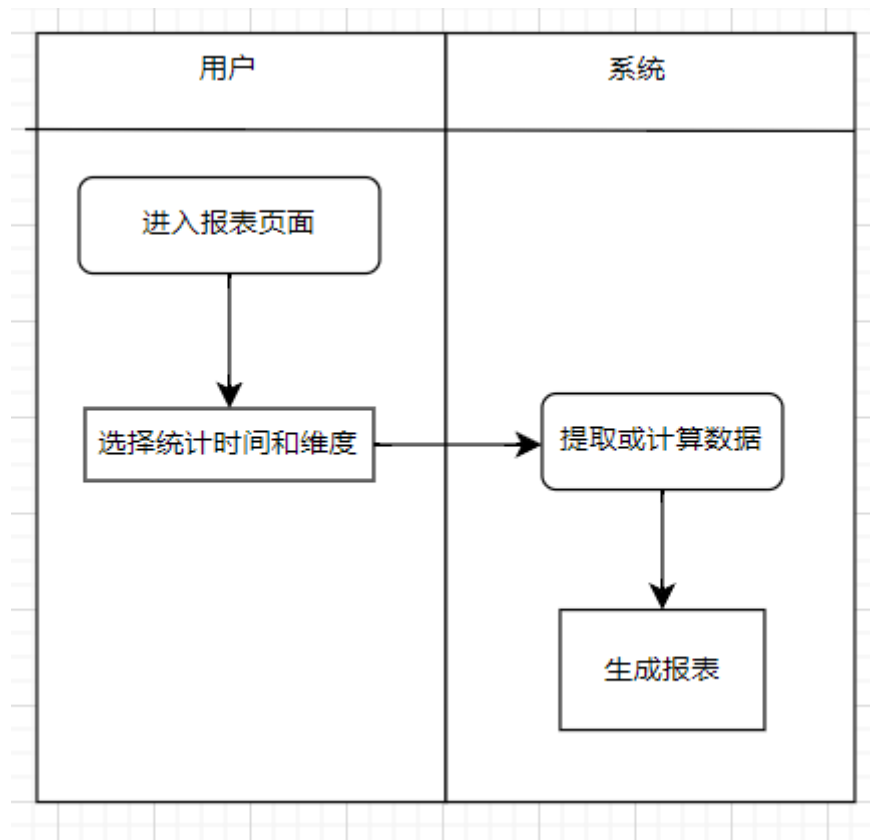 用户
系统
进入报表页面
选择统计时间和维度
提取或计算数据
生成报表